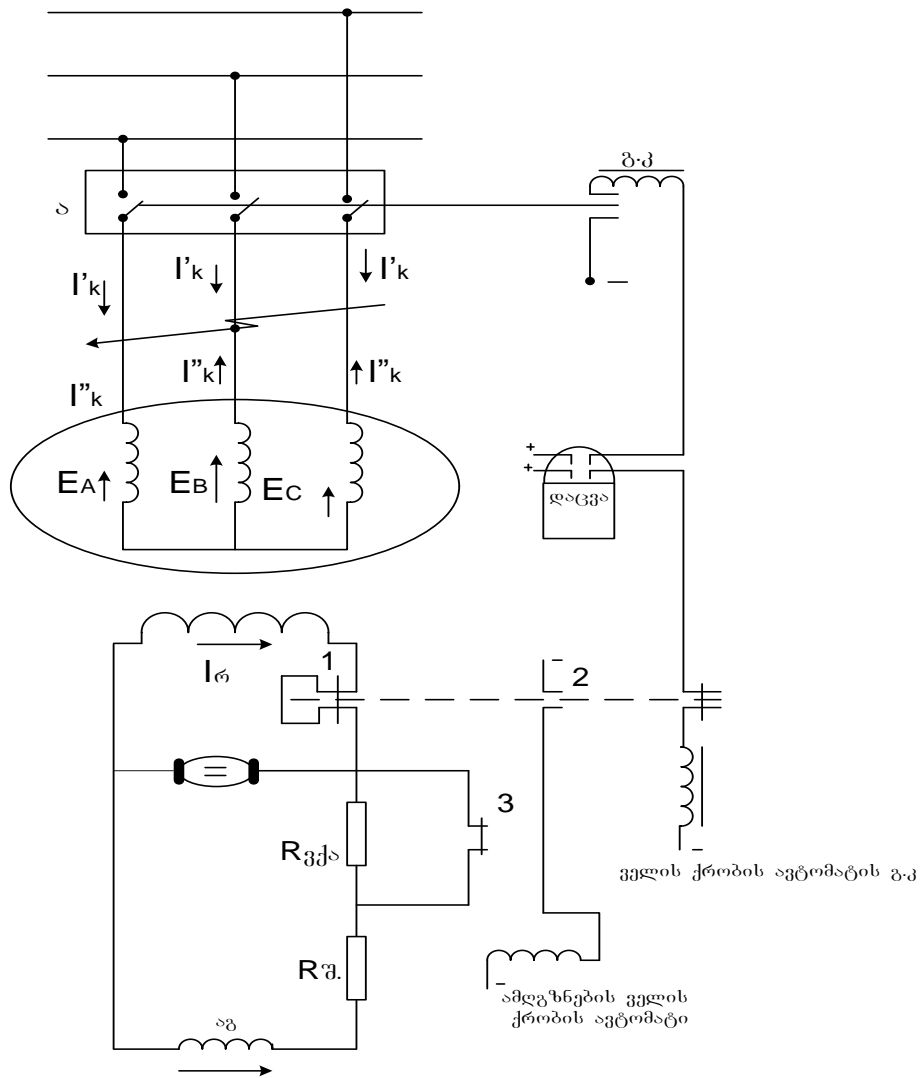 გ.კ
ა
I'k
I'k
I'k
I"k
I"k
I"k
EA
EB
EC
+
+
დაცვა
Iრ
1
2
3
Rვქა
ველის ქრობის ავტომატის გ.კ
Rშ.
ამღგზნების ველის
ქრობის ავტომატი
აგ